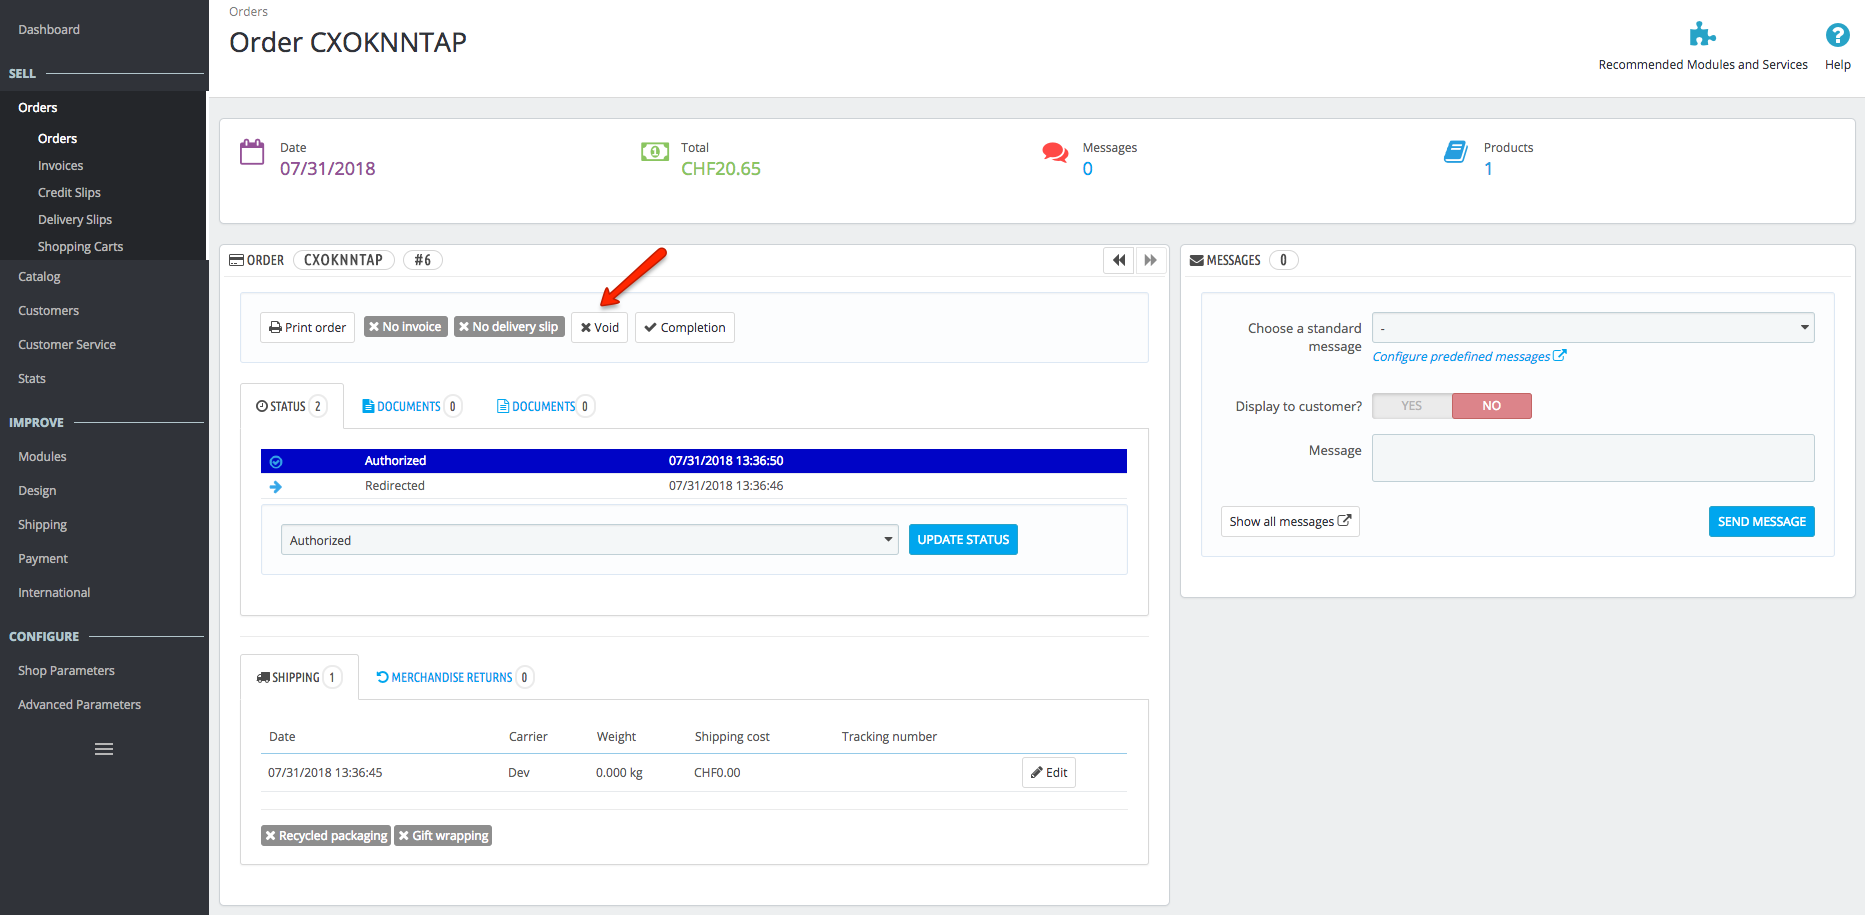 Dashboard
SELL
Orders
Orders
Invoices
Credit Slips
Delivery Slips
Shopping Carts
Catalog
Customers
Customer Service
Stats
IMPROVE
Modules
Design
Shipping
Payment
International
CONFIGURE
Shop Parameters
Advanced Parameters
Orders
Order CXOKNNTAP
Recommended Modules and Services
Help
Date
07/31/2018
Total
CHF20.65
Messages
0
Products
1
ORDER CXOKNNTAP #6
Print order No invoice No delivery slip Void Completion
STATUS 2 DOCUMENTS 0 DOCUMENTS 0
Authorized 07/31/2018 13:36:50
Redirected 07/31/2018 13:36:46
Authorized UPDATE STATUS
SHIPPING 1 MERCHANDISE RETURNS 0
Date Carrier Weight Shipping cost Tracking number
07/31/2018 13:36:45 Dev 0.000 kg CHF0.00 Edit
Recycled packaging Gift wrapping
MESSAGES 0
Choose a standard
message
-
Configure predefined messages
Display to customer? YES NO
Message
Show all messages SEND MESSAGE